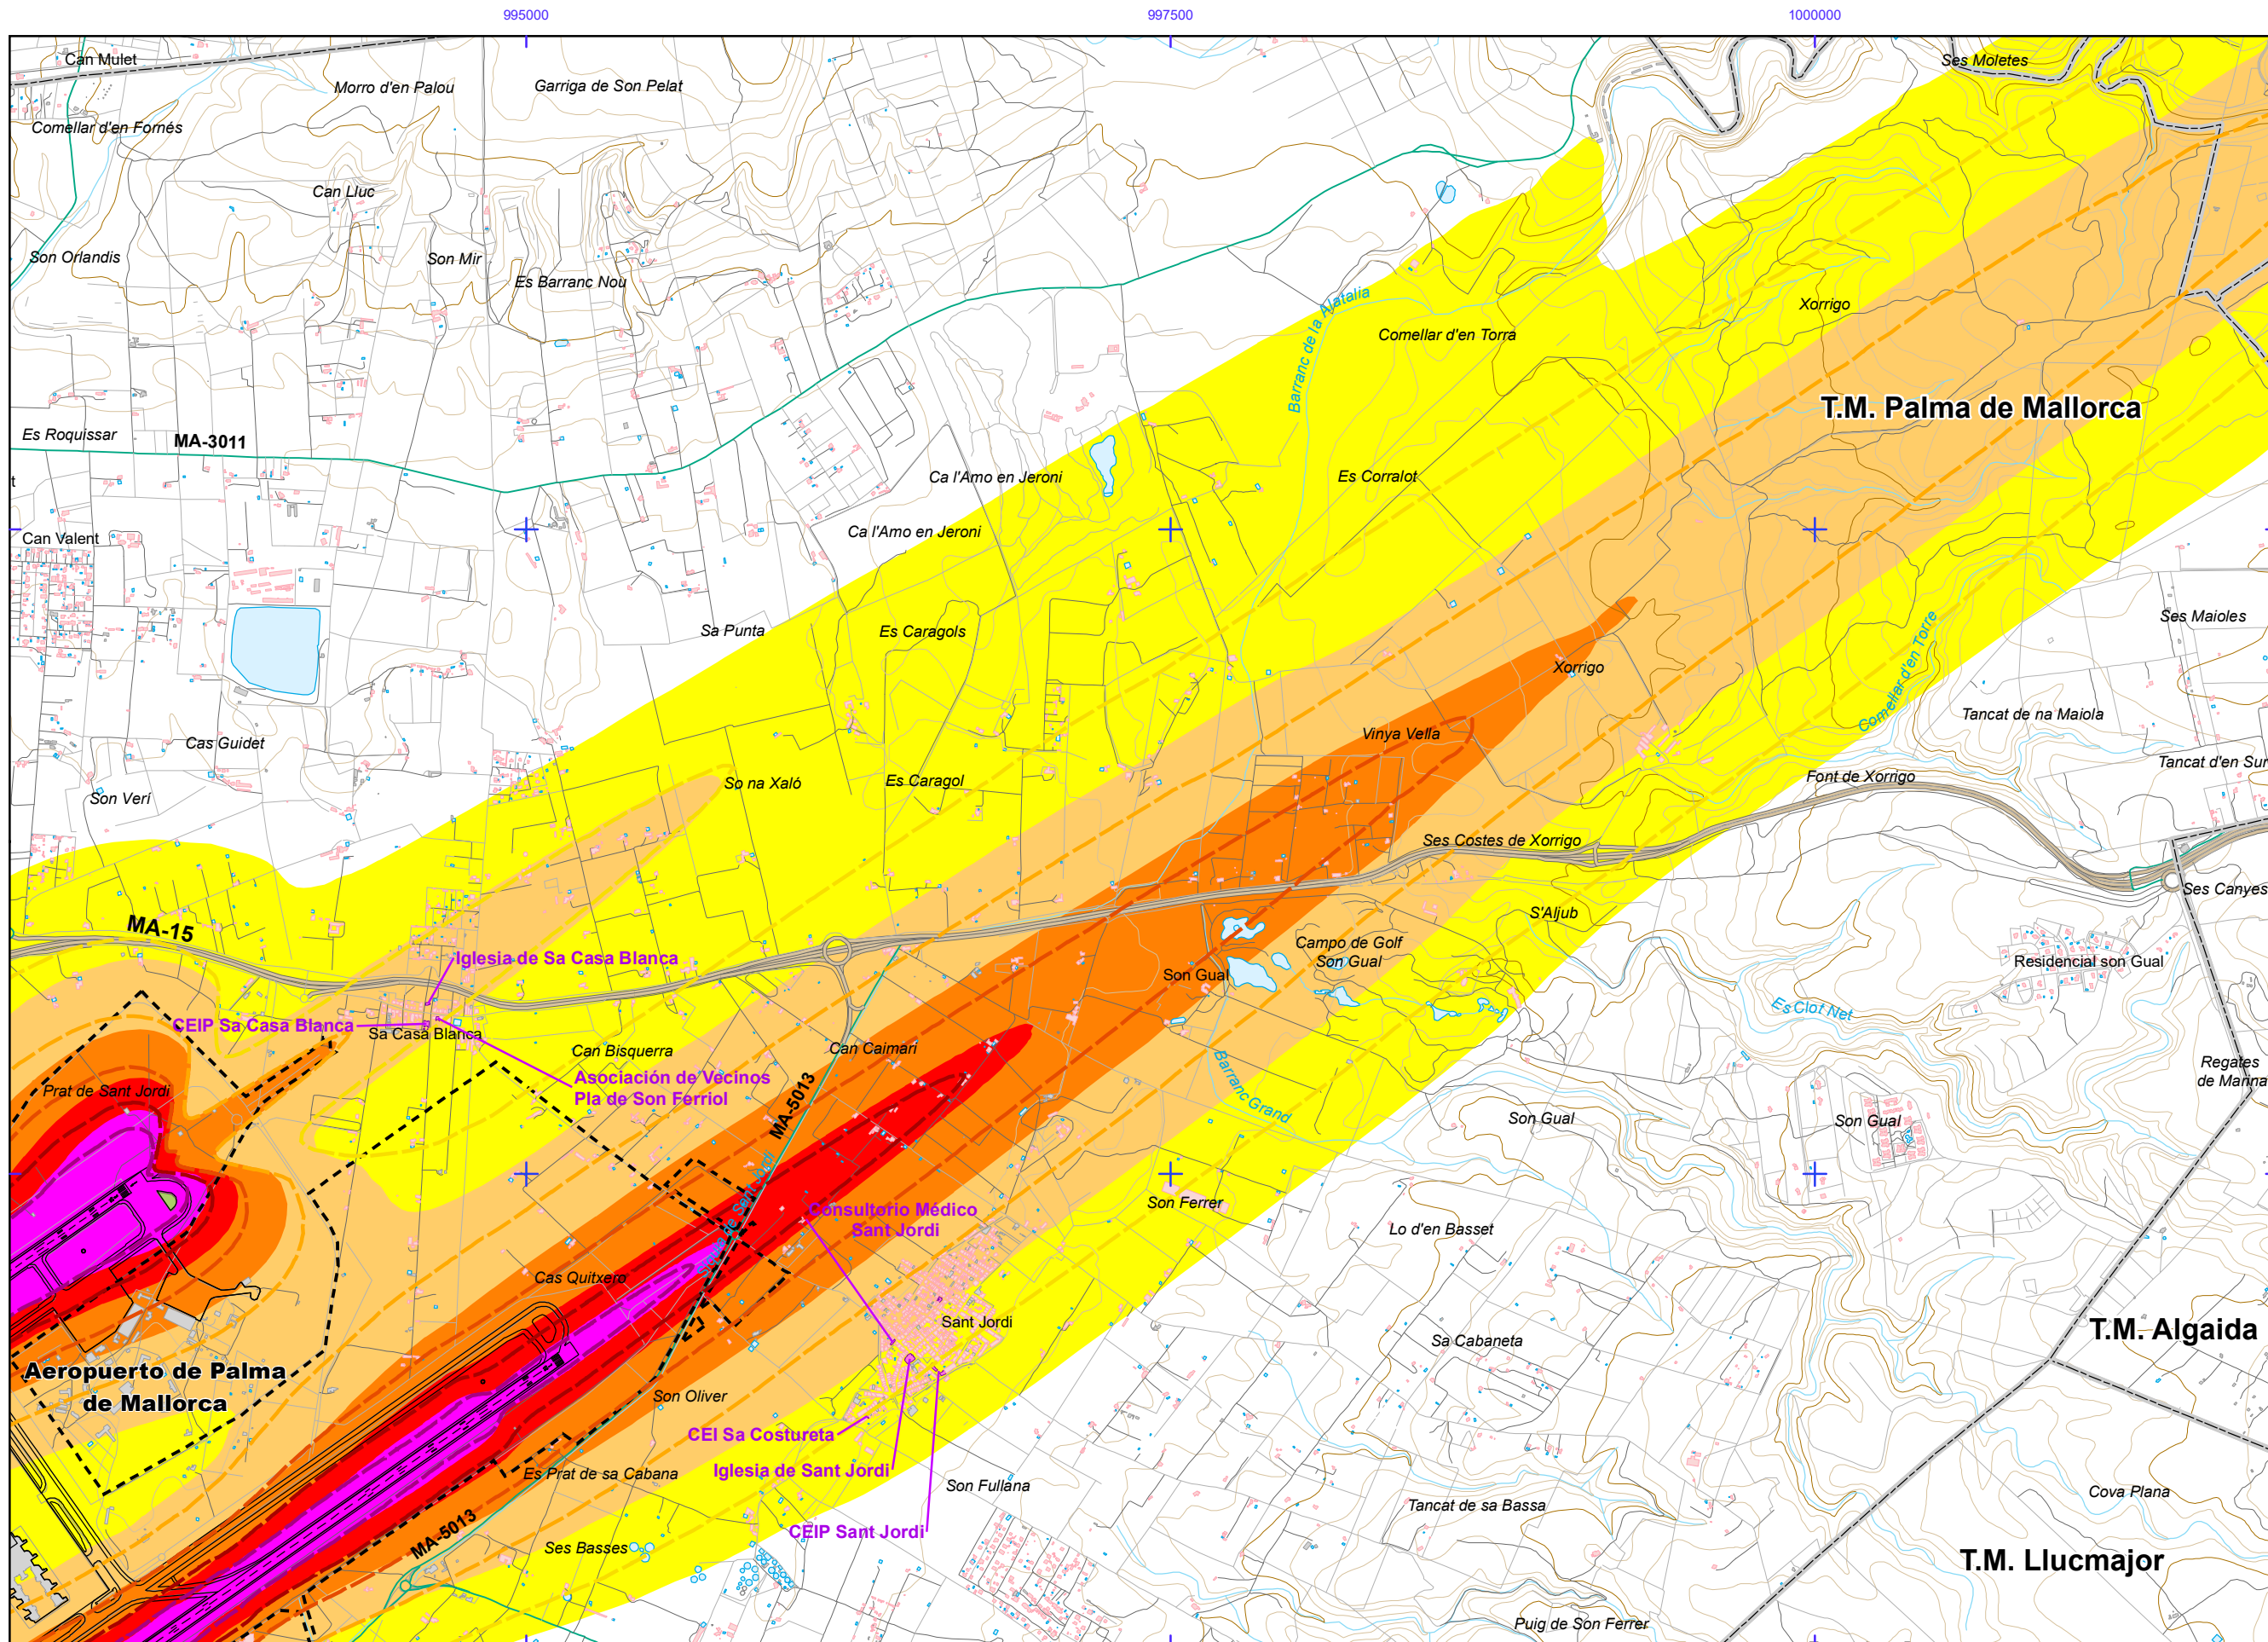 995000
997500
1000000
Can Mulet
Morro d'en Palou
Garriga de Son Pelat
Ses Moletes
Comellar d'en Fornés
Can Lluc
Son Orlandis
Son Mir
Es Barranc Nou
Barranc de la Alatalia
Xorrigo
Comellar d'en Torra
T.M. Palma de Mallorca
Es Roquissar
MA-3011
Ca l'Amo en Jeroni
Es Corralot
t
Can Valent
Ca l'Amo en Jeroni
Sa Punta
Es Caragols
Ses Maioles
Comellar d'en Torre
Xorrigo
Tancat de na Maiola
Cas Guidet
Vinya Vella
Tancat d'en Sur
So na Xaló
Es Caragol
Font de Xorrigo
Son Verí
Ses Costes de Xorrigo
Ses Canyes
MA-15
S'Aljub
Iglesia de Sa Casa Blanca
Campo de Golf
Son Gual
Son Gual
Residencial son Gual
CEIP Sa Casa Blanca
Sa Casa Blanca
Es Clot Net
Can Bisquerra
Can Caimari
Regates
de Marina
Asociación de Vecinos
Pla de Son Ferriol
Prat de Sant Jordi
MA-5013
Barranc Grand
Son Gual
Son Gual
Síquia de Sant Jordi
Son Ferrer
Consultorio Médico
Sant Jordi
Lo d'en Basset
Cas Quitxero
Sant Jordi
Sa Cabaneta
T.M. Algaida
Aeropuerto de Palma
de Mallorca
Son Oliver
CEI Sa Costureta
Iglesia de Sant Jordi
Es Prat de sa Cabana
Son Fullana
Cova Plana
Tancat de sa Bassa
MA-5013
CEIP Sant Jordi
Ses Basses
T.M. Llucmajor
Puig de Son Ferrer